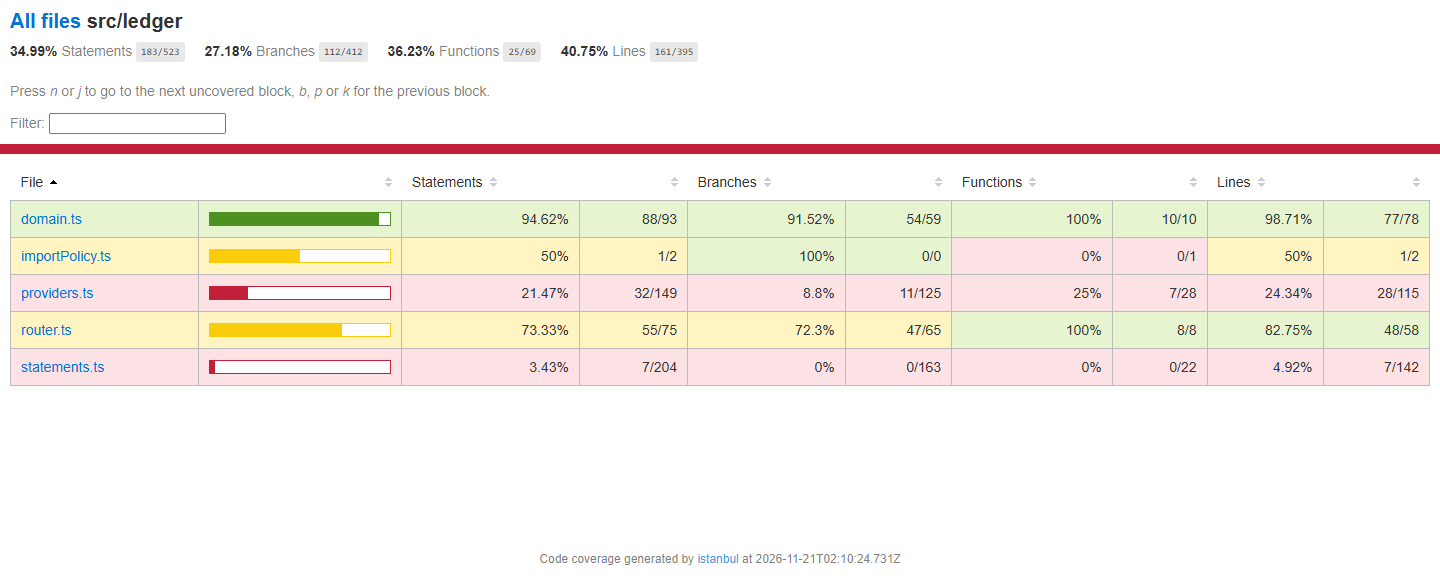 All files src/ledger
34.99% Statements 183/523 27.18% Branches 112/412 36.23% Functions 25/69 40.75% Lines 161/395
Press n or j to go to the next uncovered block, b, p or k for the previous block.
Filter:
File Statements Branches Functions Lines
domain.ts 94.62% 88/93 91.52% 54/59 100% 10/10 98.71% 77/78
importPolicy.ts 50% 1/2 100% 0/0 0% 0/1 50% 1/2
providers.ts 21.47% 32/149 8.8% 11/125 25% 7/28 24.34% 28/115
router.ts 73.33% 55/75 72.3% 47/65 100% 8/8 82.75% 48/58
statements.ts 3.43% 7/204 0% 0/163 0% 0/22 4.92% 7/142
Code coverage generated by istanbul at 2026-11-21T02:10:24.731Z